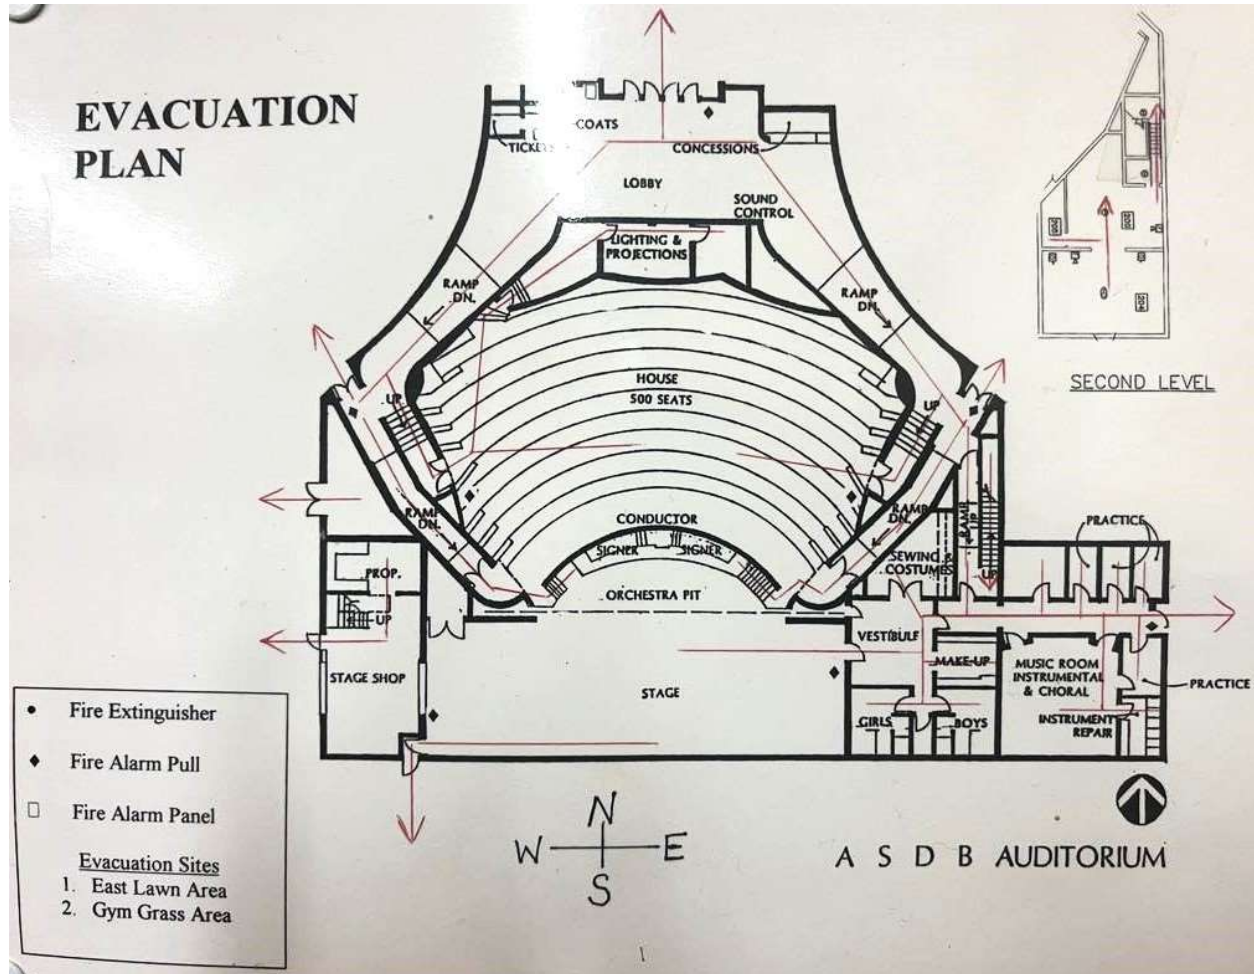 EVACUATION
PLAN
COATS
CONCESSIONS
LOBBY
SOUND
CONTROL
LIGHTING &
PROJECTIONS
RAMP
DN.
RAMP
DN.
SECOND LEVEL
HOUSE
500 SEATS
UP
UP
RAMP
DN.
CONDUCTOR
RAMP
DN.
RAMP
UP
PRACTICE
SIGNER
SIGNER
SEWING &
COSTUMES
UP
PROP.
ORCHESTRA PIT
UP
VESTIBULE
STAGE SHOP
STAGE
MAKE-UP
MUSIC ROOM
INSTRUMENTAL
& CHORAL
PRACTICE
GIRLS
BOYS
INSTRUMENT
REPAIR
Fire Extinguisher
Fire Alarm Pull
Fire Alarm Panel
Evacuation Sites
1. East Lawn Area
2. Gym Grass Area
N
W E
S
A S D B AUDITORIUM
1